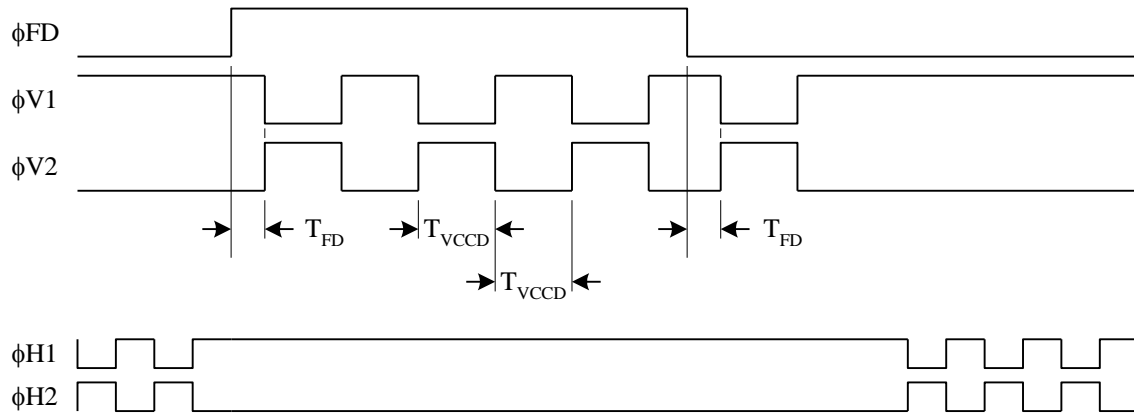 ϕFD
ϕV1
ϕV2
T_FD T_VCCD T_FD
T_VCCD
ϕH1
ϕH2